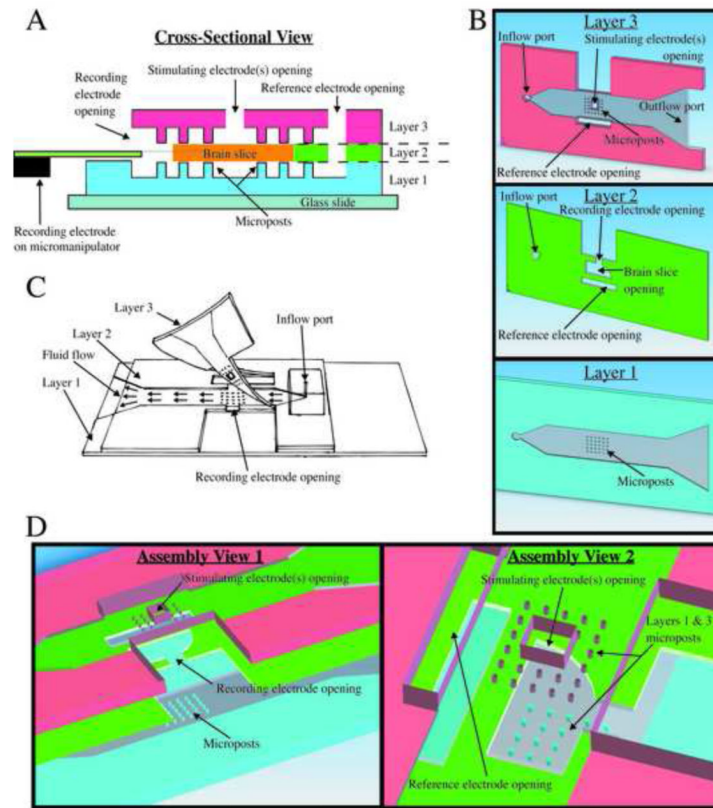 A
Cross-Sectional View
Recording
electrode
opening
Stimulating electrode(s) opening
Reference electrode opening
Layer 3
Layer 2
Layer 1
Brain slice
Glass slide
Microposts
Recording electrode
on micromanipulator
B
Layer 3
Inflow port
Stimulating electrode(s)
opening
Outflow port
Microposts
Reference electrode opening
Layer 2
Inflow port
Recording electrode opening
Brain slice
opening
Reference electrode opening
Layer 1
Microposts
C
Layer 3
Layer 2
Fluid flow
Layer 1
Inflow port
Recording electrode opening
D
Assembly View 1
Stimulating electrode(s) opening
Recording electrode opening
Microposts
Assembly View 2
Stimulating electrode(s) opening
Layers 1 & 3
microposts
Reference electrode opening